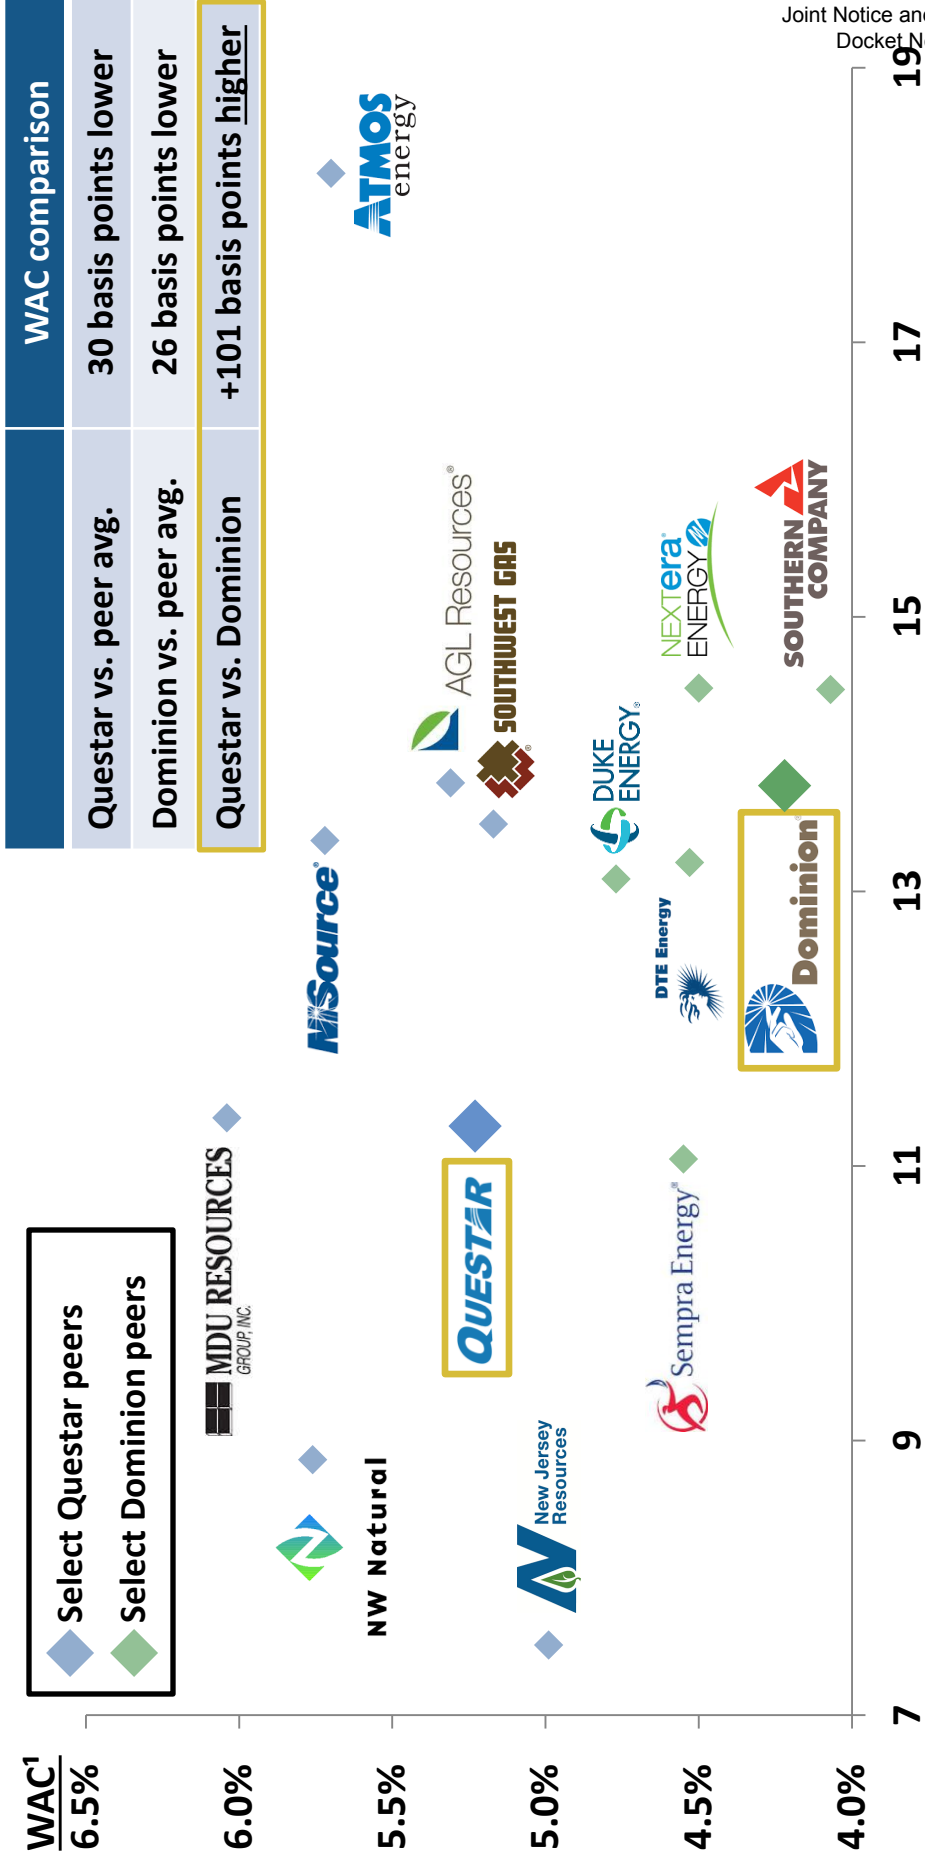 Joint Notice and
Docket No
WAC comparison
Questar vs. peer avg.
30 basis points lower
Dominion vs. peer avg.
26 basis points lower
Questar vs. Dominion
+101 basis points higher
WAC¹
6.5%
6.0%
5.5%
5.0%
4.5%
4.0%
Select Questar peers
Select Dominion peers
MDU RESOURCES
GROUP, INC.
NW Natural
New Jersey
Resources
QUESTAR
Sempra Energy®
NiSource®
AGL Resources®
SOUTHWEST GAS
®
ATMOS
energy
DUKE
ENERGY®
DTE Energy
NEXTera®
ENERGY
SOUTHERN
COMPANY
Dominion®
7
9
11
13
15
17
19